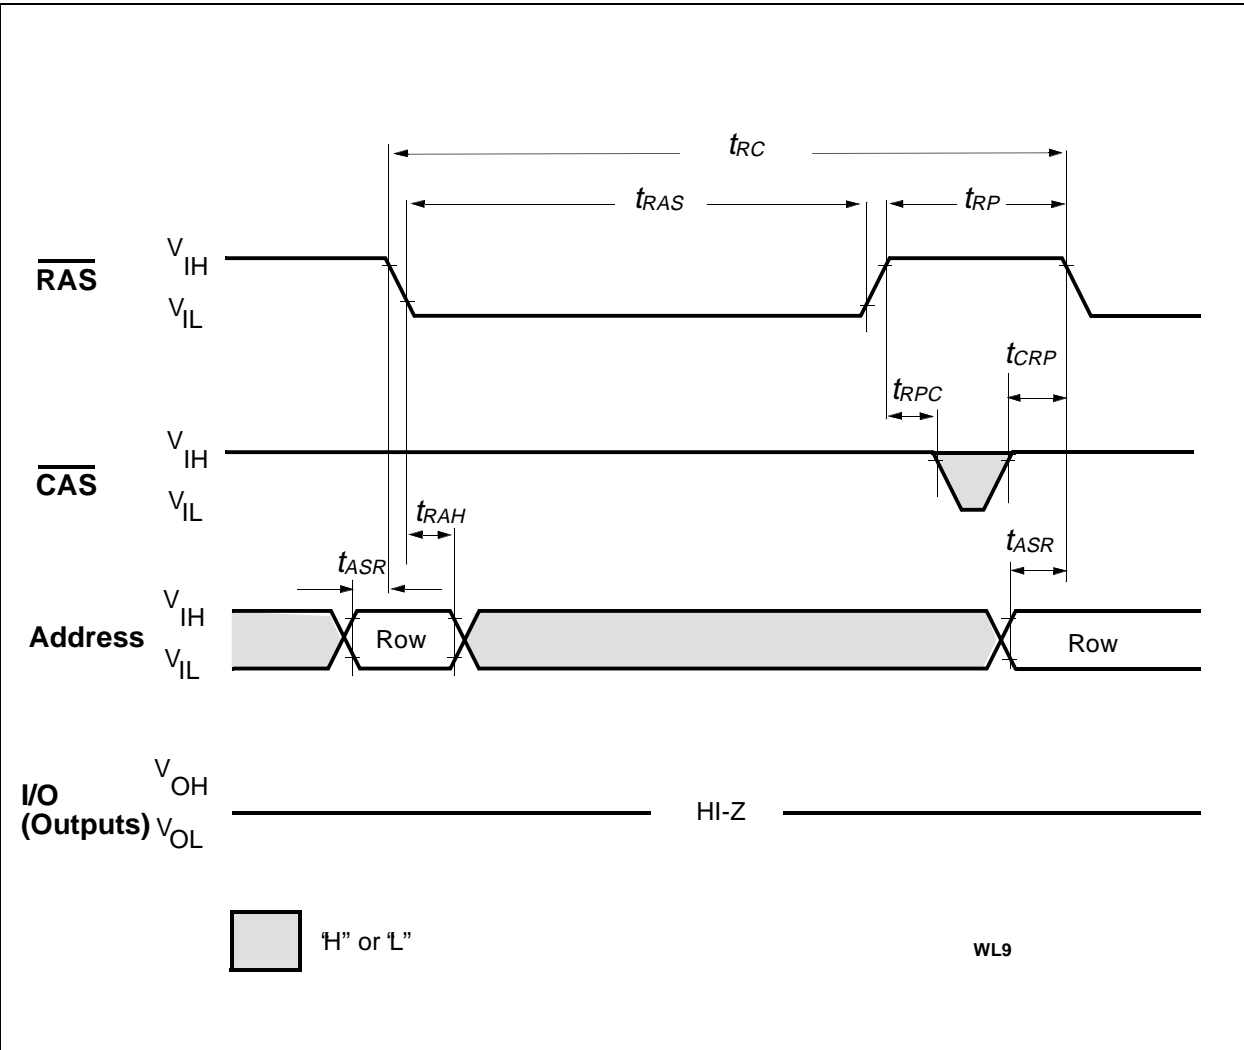 tRC
tRAS
tRP
RAS
VIH
VIL
tCRP
tRPC
CAS
VIH
VIL
tRAH
tASR
tASR
Address
VIH
VIL
Row
Row
I/O
(Outputs)
VOH
VOL
HI-Z
“H” or “L”
WL9